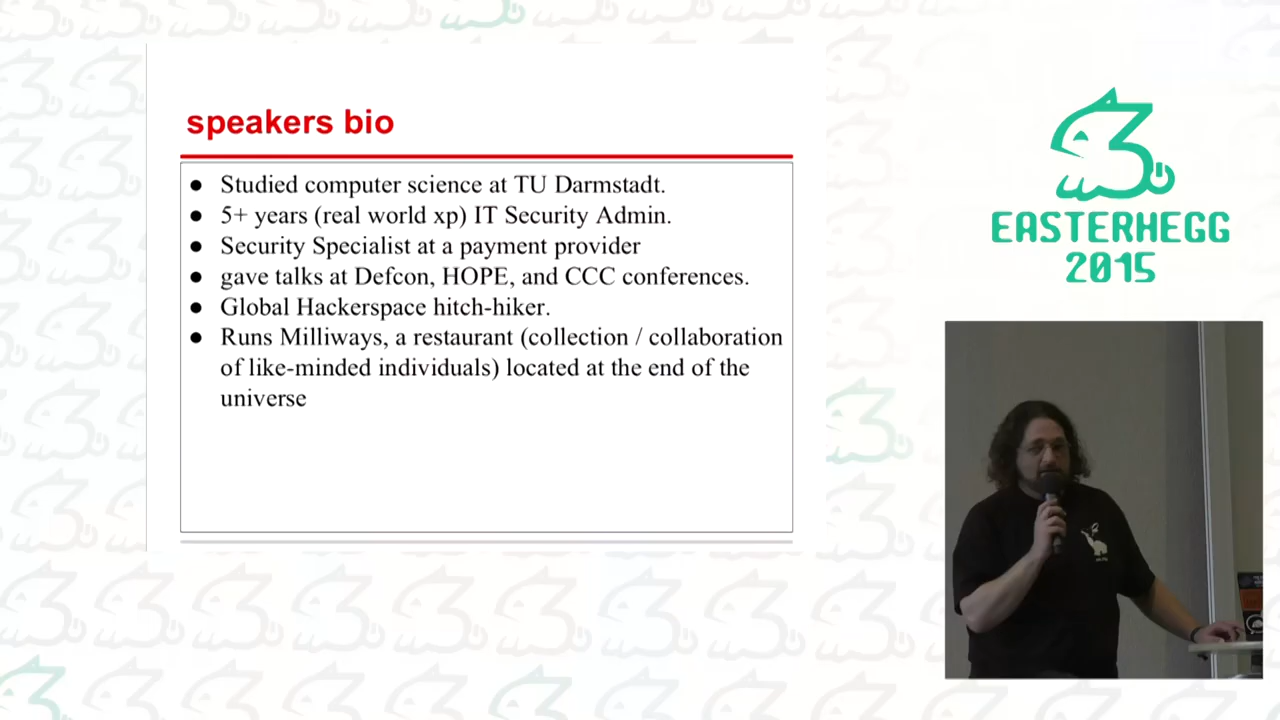 speakers bio
● Studied computer science at TU Darmstadt.
● 5+ years (real world xp) IT Security Admin.
● Security Specialist at a payment provider
● gave talks at Defcon, HOPE, and CCC conferences.
● Global Hackerspace hitch-hiker.
● Runs Milliways, a restaurant (collection / collaboration
of like-minded individuals) located at the end of the
universe
EASTERHEGG
2015